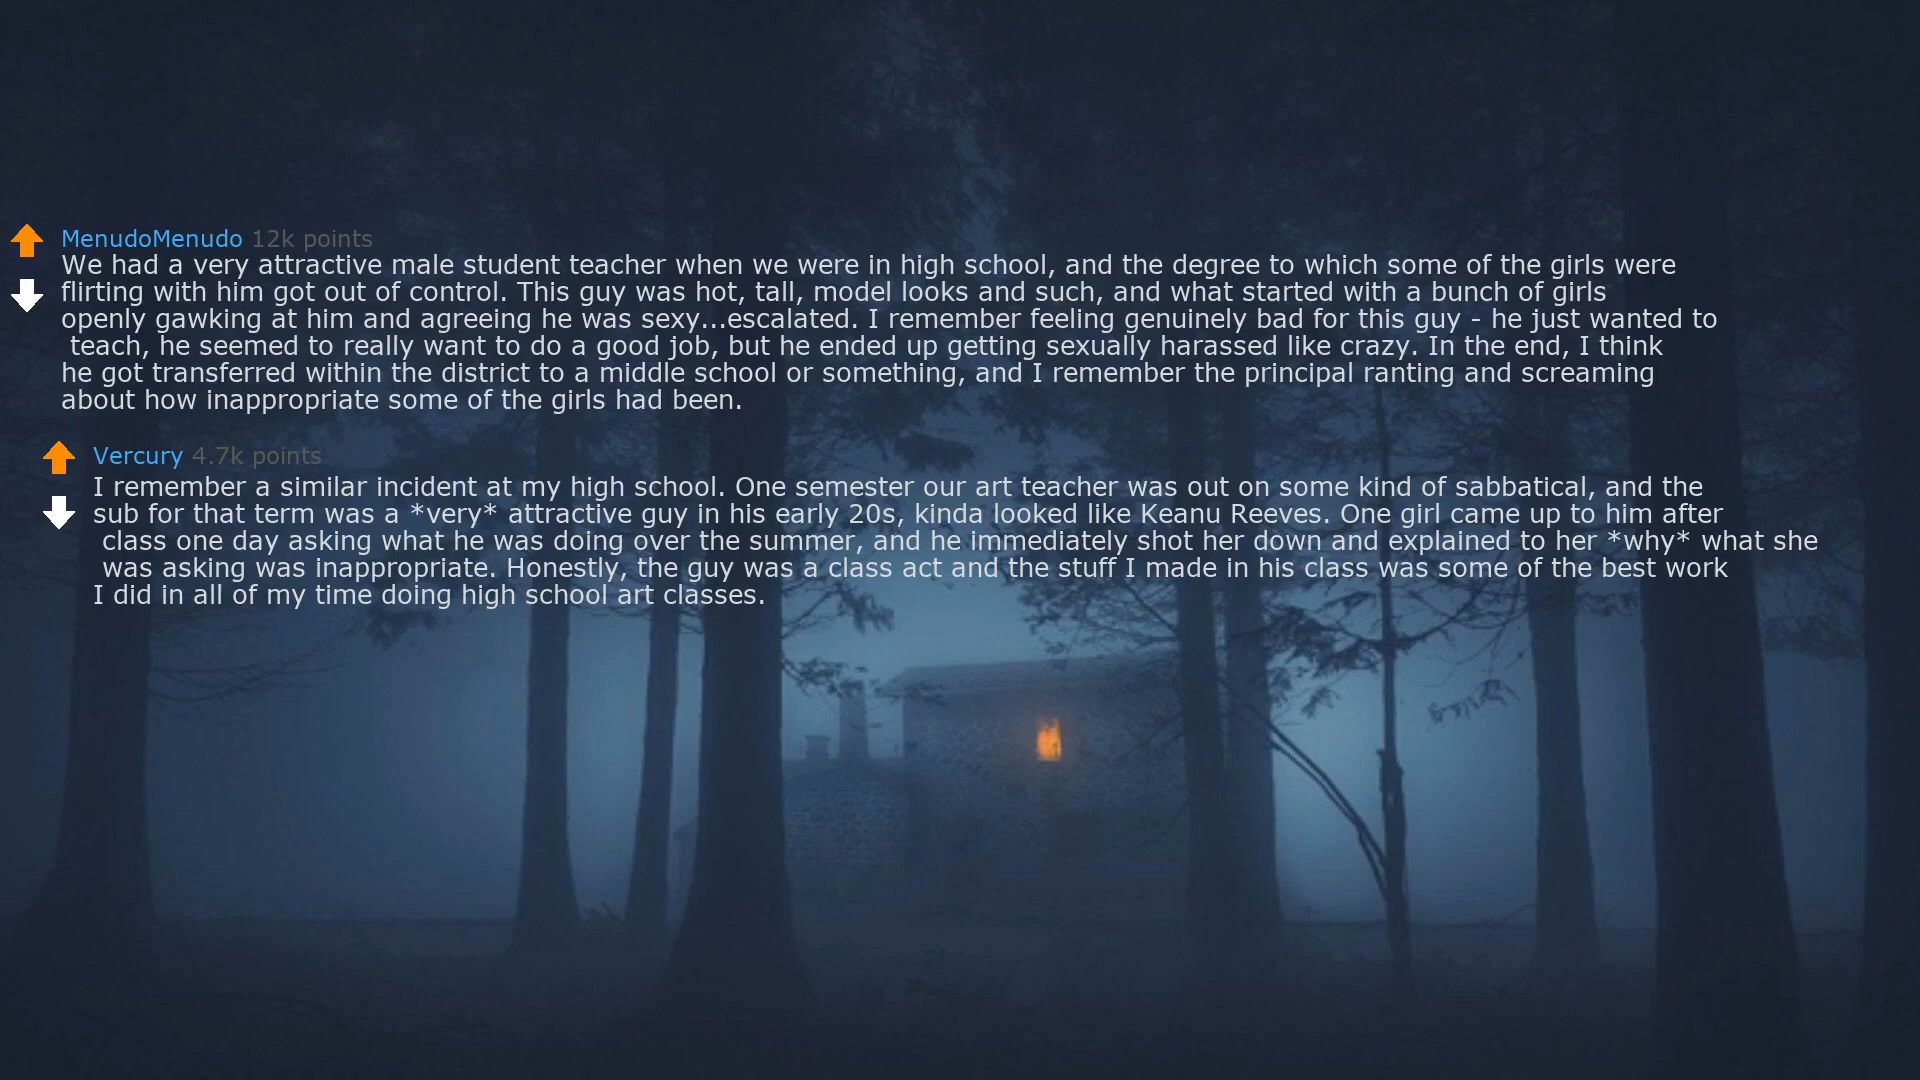 MenudoMenudo 12k points
We had a very attractive male student teacher when we were in high school, and the degree to which some of the girls were
flirting with him got out of control. This guy was hot, tall, model looks and such, and what started with a bunch of girls
openly gawking at him and agreeing he was sexy...escalated. I remember feeling genuinely bad for this guy - he just wanted to
teach, he seemed to really want to do a good job, but he ended up getting sexually harassed like crazy. In the end, I think
he got transferred within the district to a middle school or something, and I remember the principal ranting and screaming
about how inappropriate some of the girls had been.
Vercury 4.7k points
I remember a similar incident at my high school. One semester our art teacher was out on some kind of sabbatical, and the
sub for that term was a *very* attractive guy in his early 20s, kinda looked like Keanu Reeves. One girl came up to him after
class one day asking what he was doing over the summer, and he immediately shot her down and explained to her *why* what she
was asking was inappropriate. Honestly, the guy was a class act and the stuff I made in his class was some of the best work
I did in all of my time doing high school art classes.